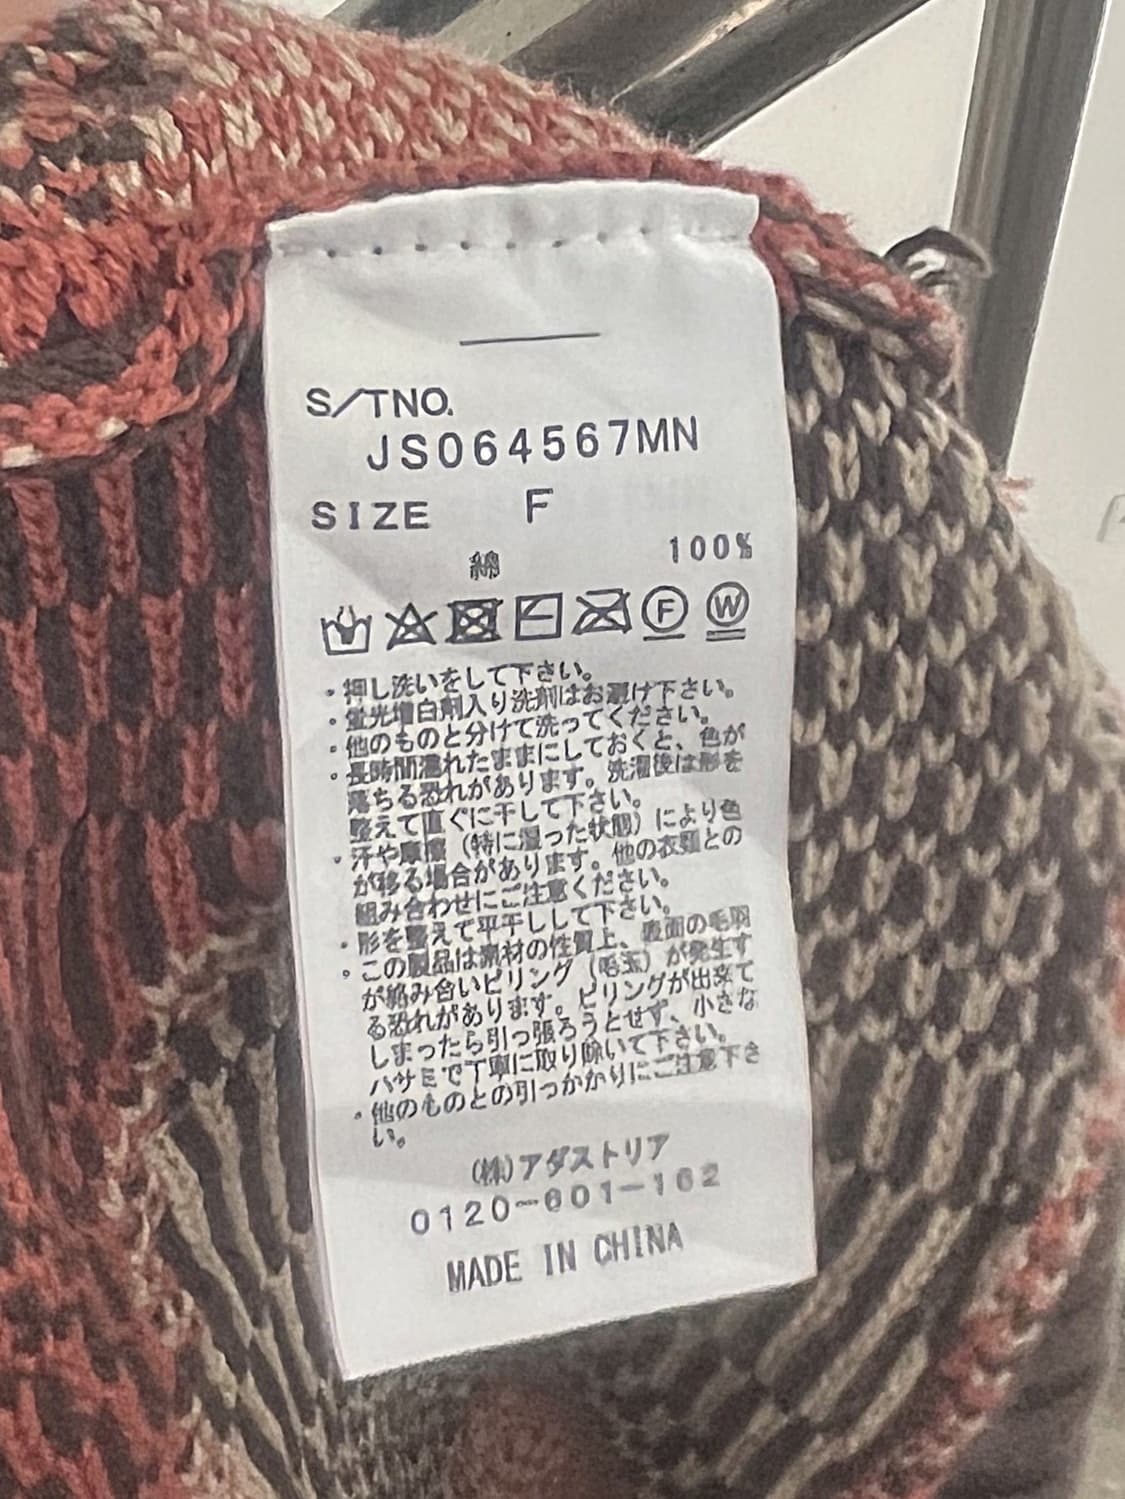 S/TNO.
JS064567MN
SIZE F
綿 100%
F W
・押し洗いをして下さい。
・蛍光増白剤入り洗剤はお避け下さい。
・他のものと分けて洗ってください。
・長時間濡れたままにしておくと、色が
落ちる恐れがあります。洗濯後は形を
整えて直ぐに干して下さい。
・汗や摩擦（特に湿った状態）により色
が移る場合があります。他の衣類との
組み合わせにご注意ください。
・形を整えて平干しして下さい。
・この製品は素材の性質上、表面の毛羽
が絡み合いピリング（毛玉）が発生す
る恐れがあります。ピリングが出来て
しまったら引っ張ろうとせず、小さな
ハサミで丁寧に取り除いて下さい。
・他のものとの引っかかりにご注意下さ
い。
(株)アダストリア
0120-601-162
MADE IN CHINA